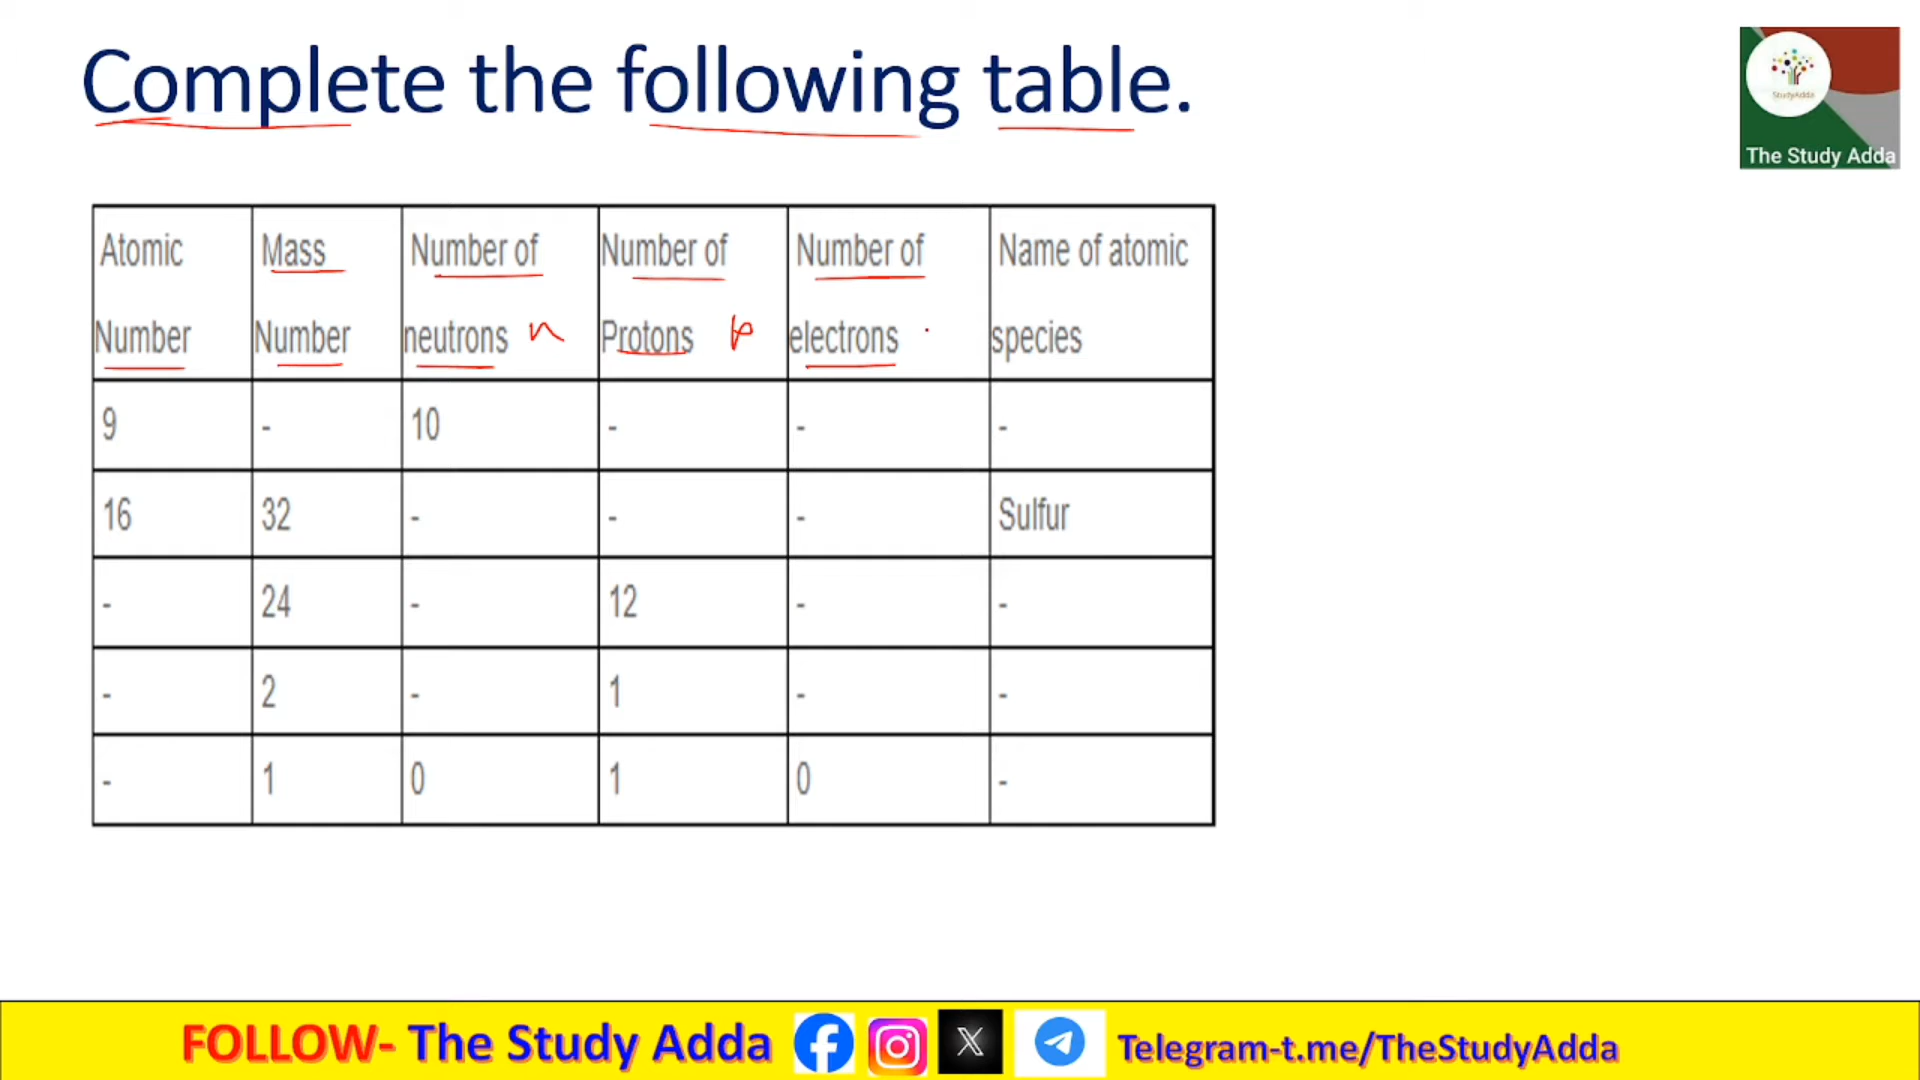 Complete the following table.
StudyAdda
The Study Adda
Atomic Number Mass Number Number of neutrons n Number of Protons p Number of electrons Name of atomic species
9 - 10 - - -
16 32 - - - Sulfur
- 24 - 12 - -
- 2 - 1 - -
- 1 0 1 0 -
FOLLOW- The Study Adda Telegram-t.me/TheStudyAdda